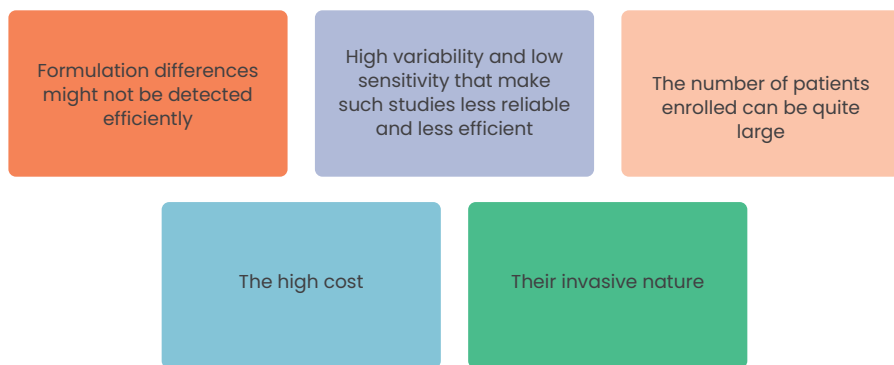 Formulation differences
might not be detected
efficiently
High variability and low
sensitivity that make
such studies less reliable
and less efficient
The number of patients
enrolled can be quite
large
The high cost
Their invasive nature